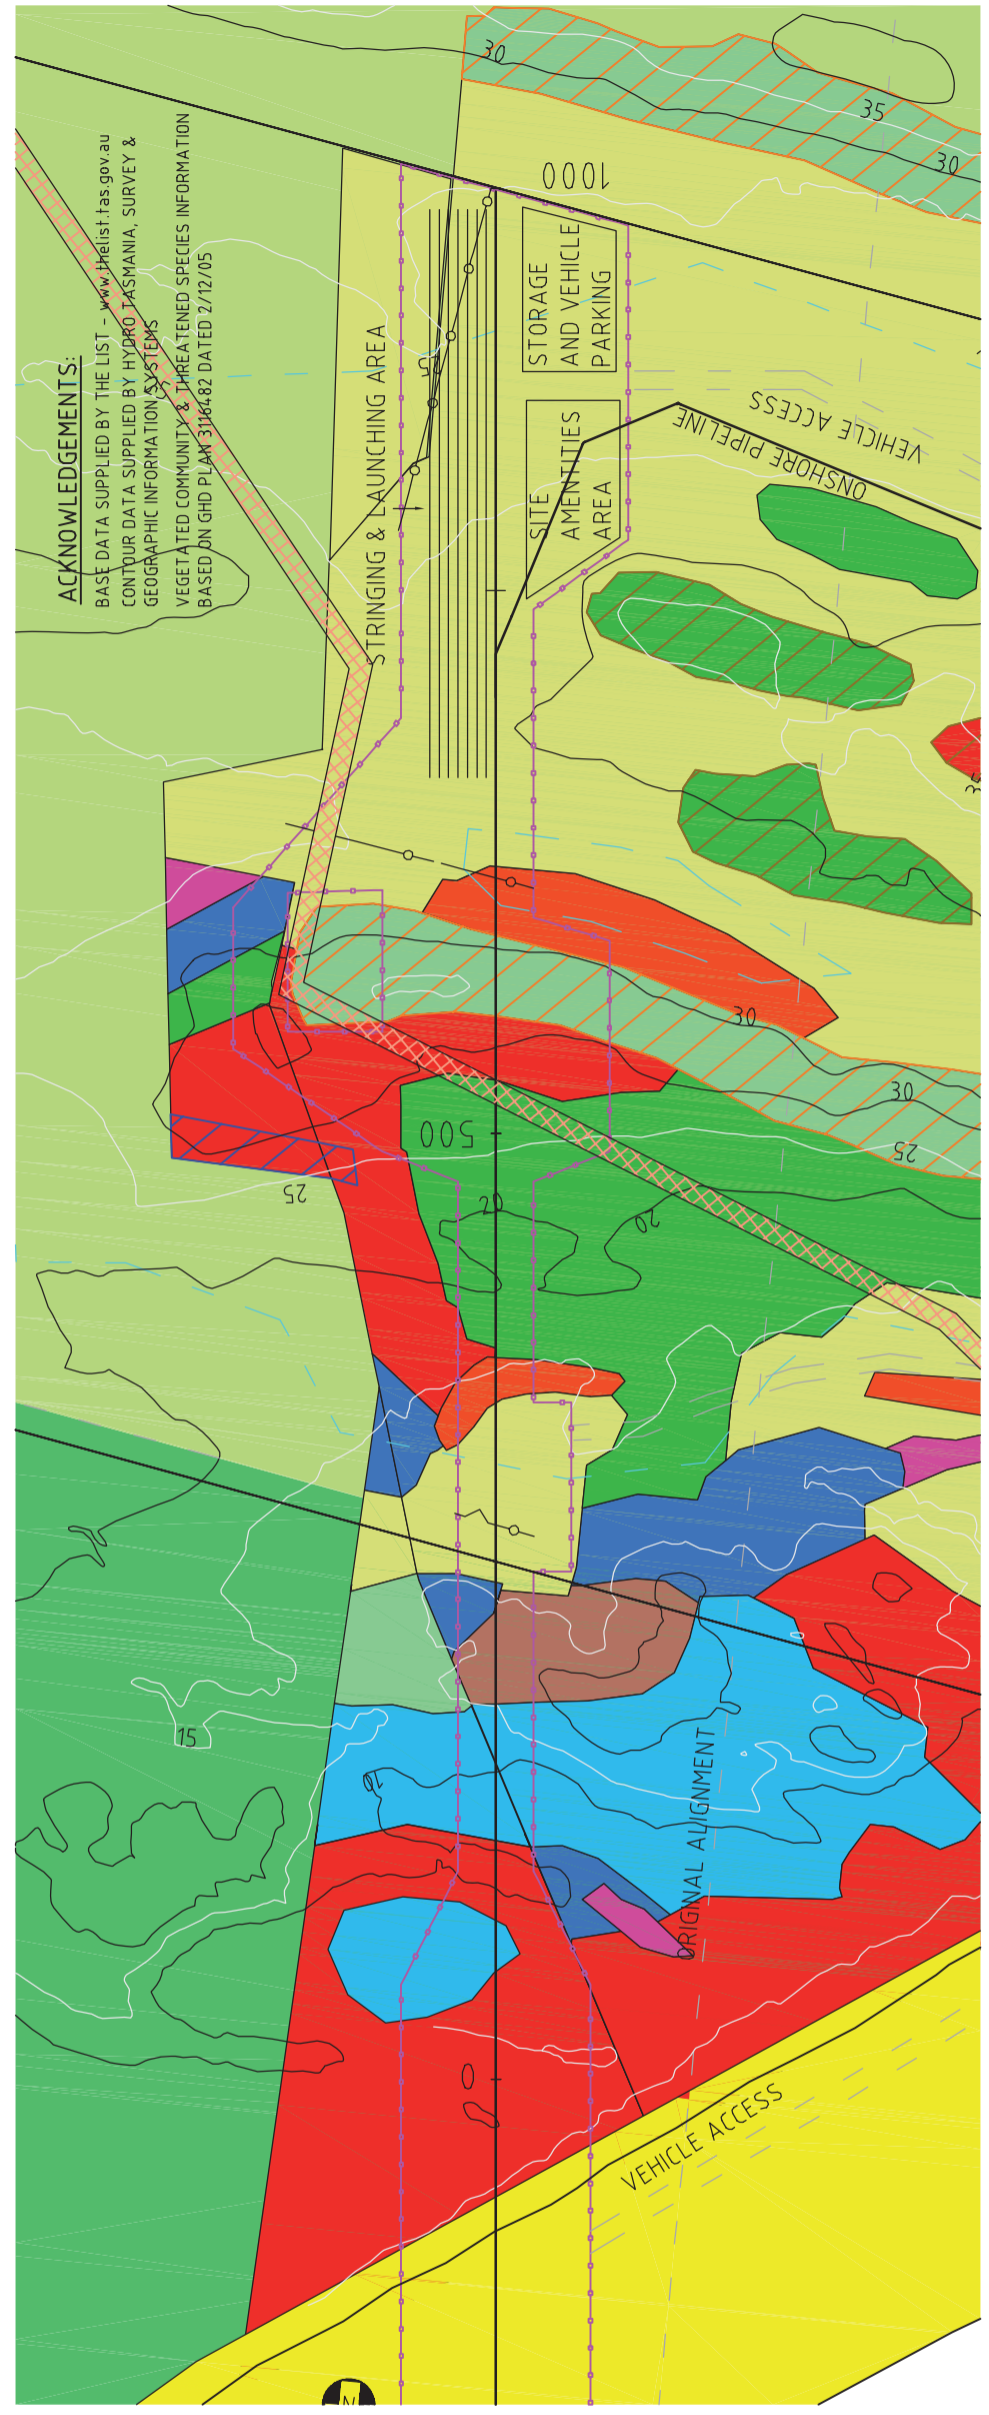 ACKNOWLEDGEMENTS:
BASE DATA SUPPLIED BY THE LIST - www.thelist.tas.gov.au
CONTOUR DATA SUPPLIED BY HYDRO TASMANIA, SURVEY &
GEOGRAPHIC INFORMATION SYSTEMS
VEGETATED COMMUNITY & THREATENED SPECIES INFORMATION
BASED ON GHD PLAN 3116482 DATED 2/12/05
STRINGING & LAUNCHING AREA
STORAGE
AND VEHICLE
PARKING
SITE
AMENTITIES
AREA
VEHICLE ACCESS
ONSHORE PIPELINE
1000
30
35
30
25
35
30
30
25
500
20
20
25
15
10
ORIGINAL ALIGNMENT
0
VEHICLE ACCESS
N